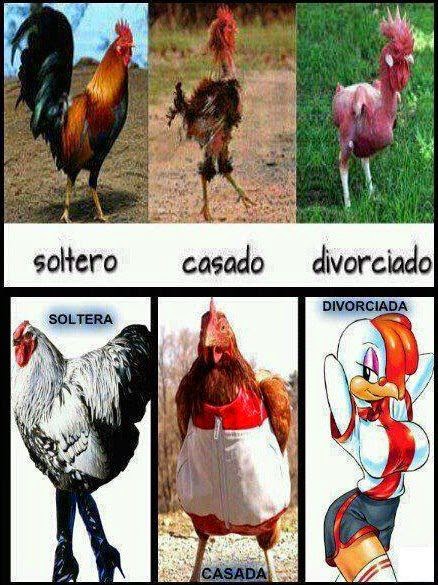 soltero
casado
divorciado
SOLTERA
CASADA
DIVORCIADA